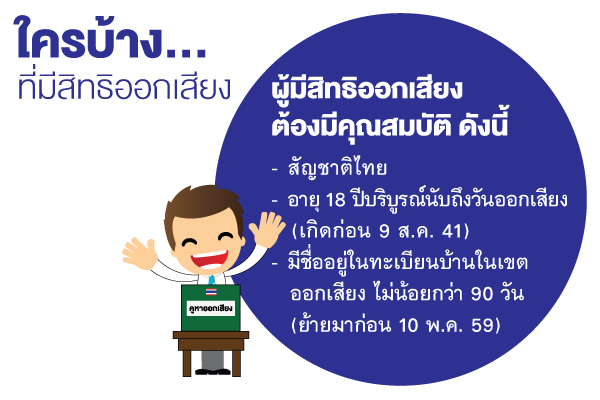 ใครบ้าง...
ที่มีสิทธิออกเสียง
ผู้มีสิทธิออกเสียง
ต้องมีคุณสมบัติ ดังนี้
- สัญชาติไทย
- อายุ 18 ปีบริบูรณ์นับถึงวันออกเสียง
(เกิดก่อน 9 ส.ค. 41)
- มีชื่ออยู่ในทะเบียนบ้านในเขต
ออกเสียง ไม่น้อยกว่า 90 วัน
(ย้ายมาก่อน 10 พ.ค. 59)
คูหาออกเสียง